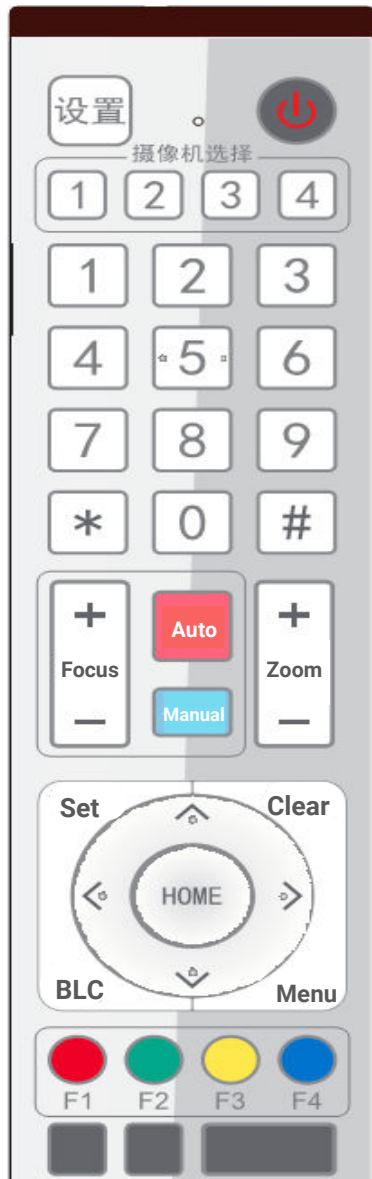 设置
摄像机选择
1 2 3 4
1 2 3
4 5 6
7 8 9
* 0 #
+ Auto +
Focus Zoom
- Manual -
Set Clear
HOME
BLC Menu
F1 F2 F3 F4